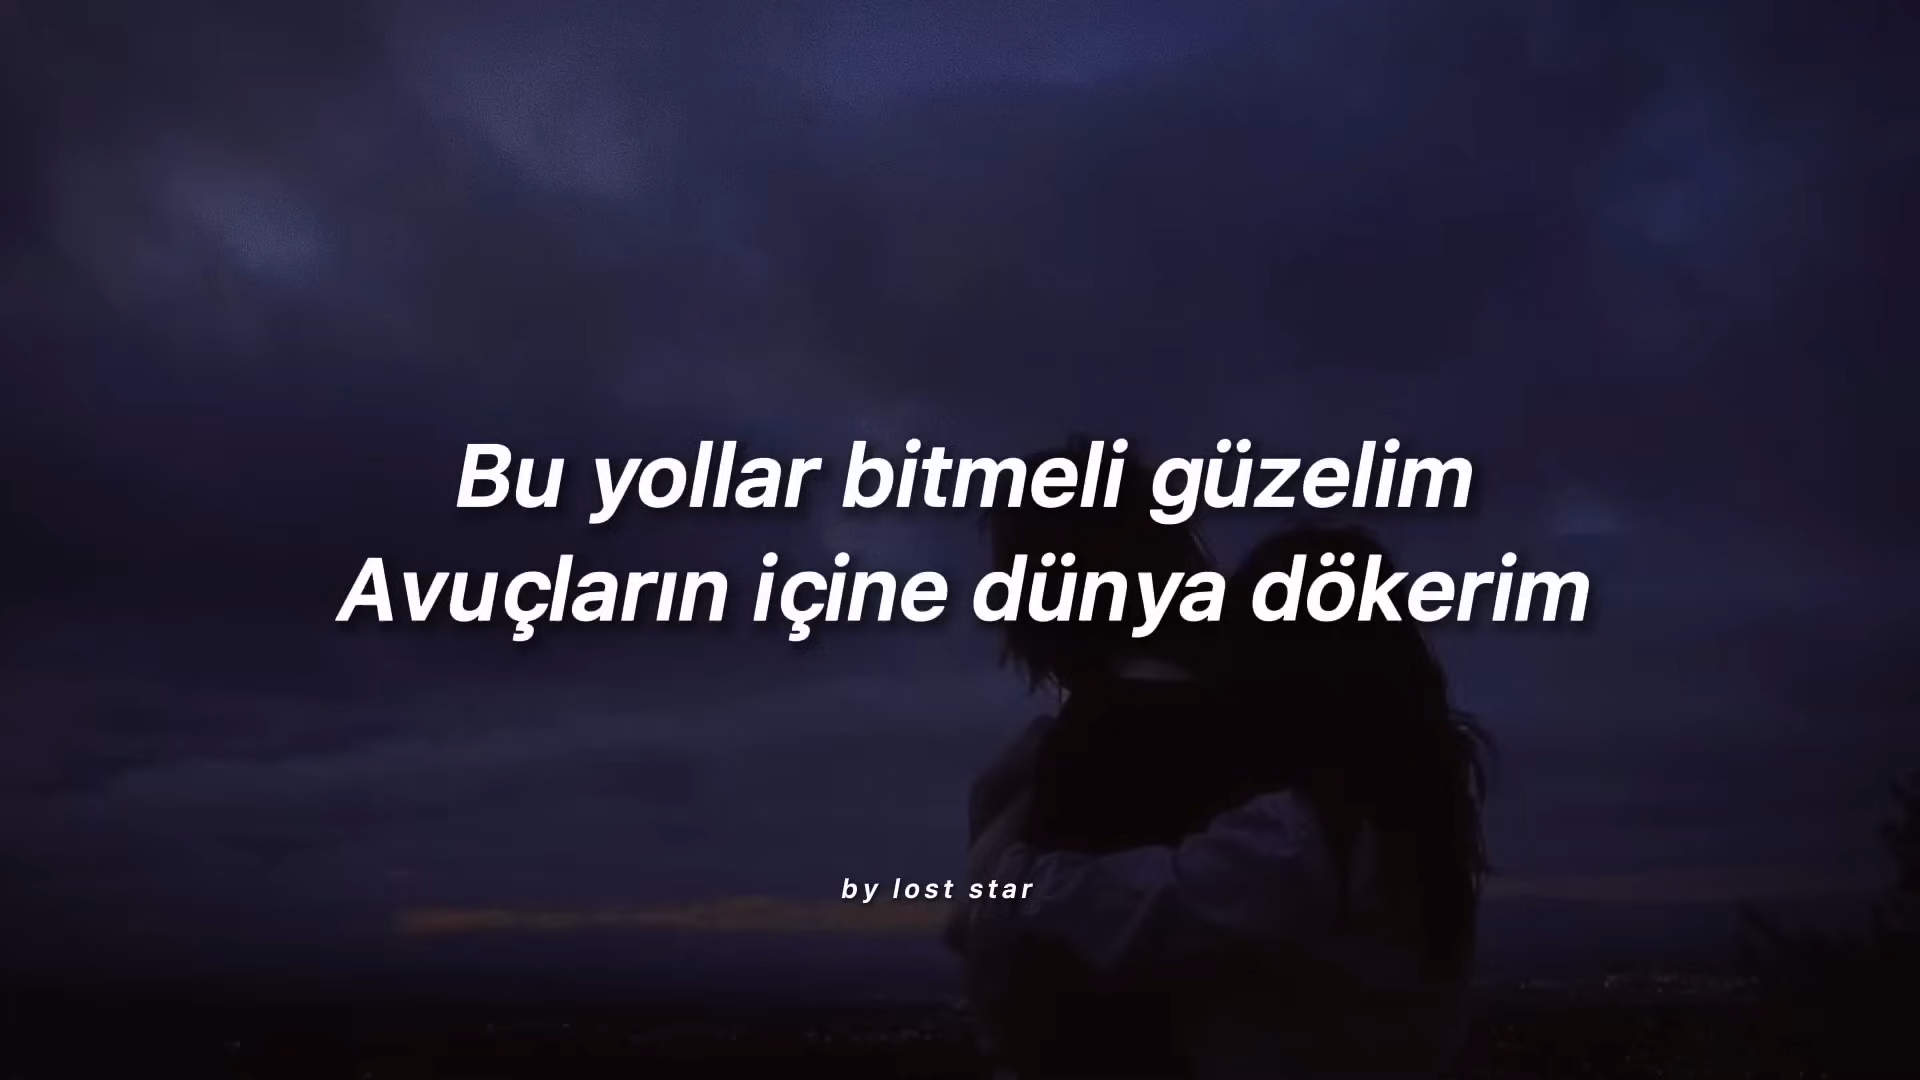 Bu yollar bitmeli güzelim
Avuçların içine dünya dökerim
by lost star